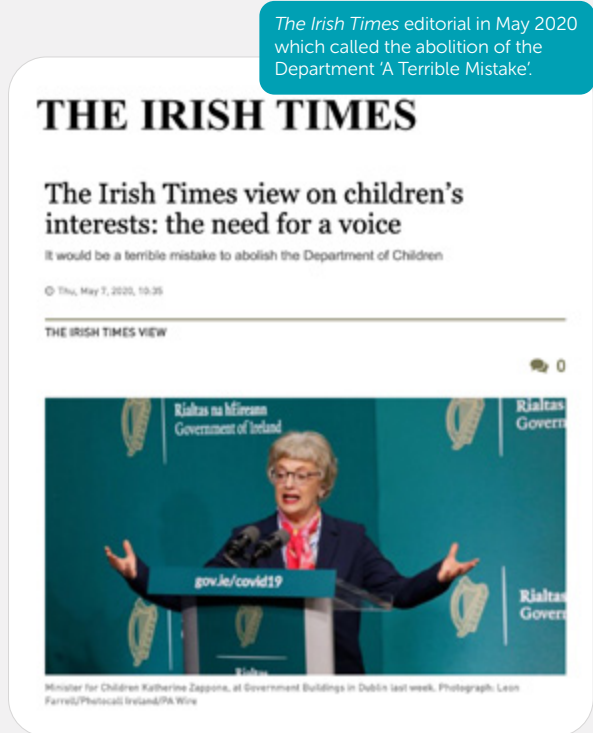 The Irish Times editorial in May 2020
which called the abolition of the
Department 'A Terrible Mistake'.
THE IRISH TIMES
The Irish Times view on children's
interests: the need for a voice
It would be a terrible mistake to abolish the Department of Children
Thu, May 7, 2020, 10:35
THE IRISH TIMES VIEW
0
Rialtas na hÉireann
Government of Ireland
Rialtas
Govern
gov.ie/covid19
Rialtas
Govern
Rialtas
Minister for Children Katherine Zappone, at Government Buildings in Dublin last week. Photograph: Leon
Farrell/Photocall Ireland/PA Wire